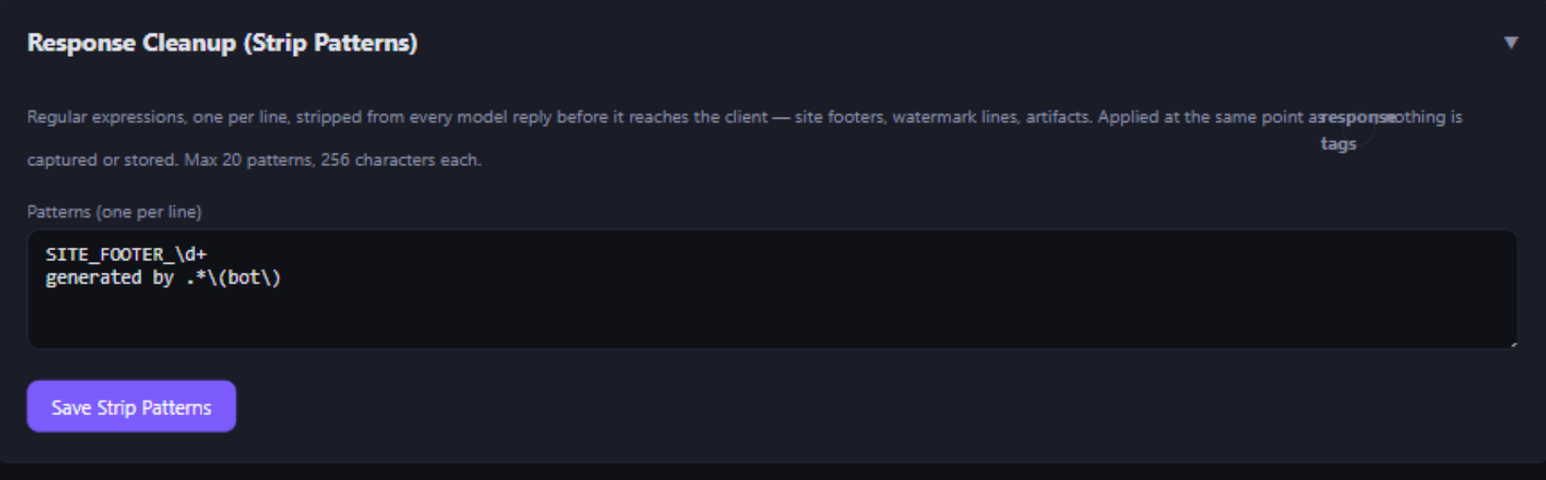 Response Cleanup (Strip Patterns)
▼
Regular expressions, one per line, stripped from every model reply before it reaches the client — site footers, watermark lines, artifacts. Applied at the same point as response nothing is
tags
captured or stored. Max 20 patterns, 256 characters each.
Patterns (one per line)
SITE_FOOTER_\d+
generated by .*\(bot\)
Save Strip Patterns